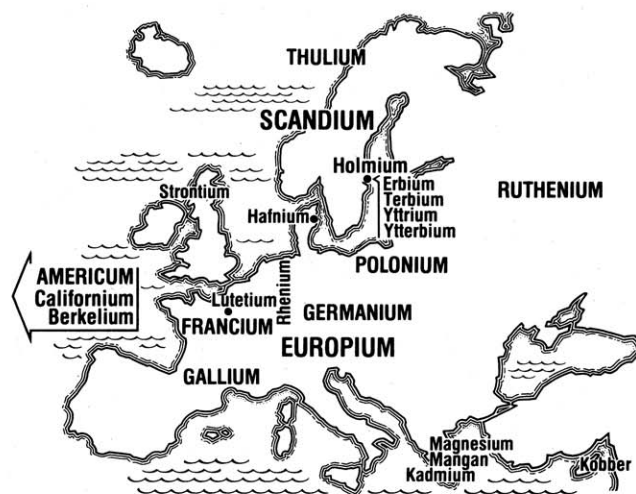 THULIUM
SCANDIUM
Holmium
Strontium
Erbium
Terbium
Yttrium
Ytterbium
RUTHENIUM
Hafnium
POLONIUM
AMERICUM
Californium
Berkelium
Rhenium
Lutetium
FRANCIUM
GERMANIUM
EUROPIUM
GALLIUM
Magnesium
Mangan
Kadmium
Kobber